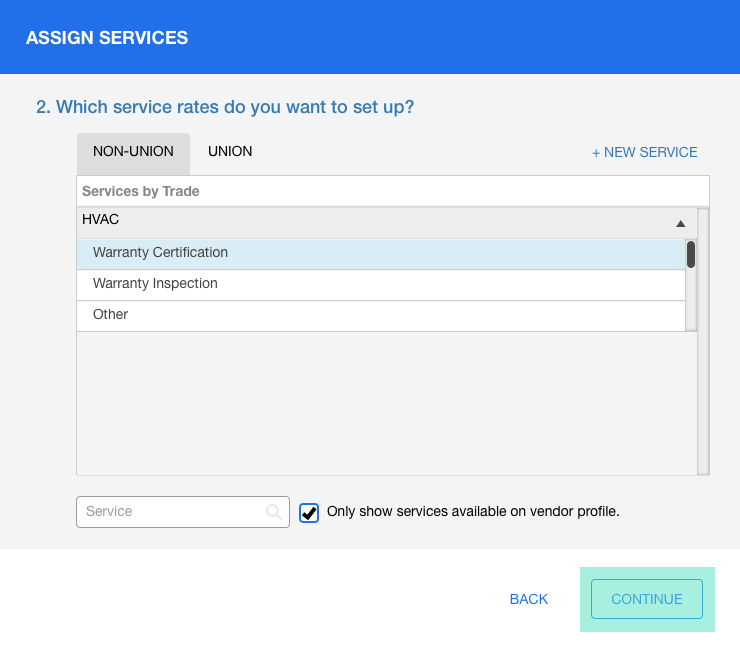 ASSIGN SERVICES
2. Which service rates do you want to set up?
NON-UNION UNION + NEW SERVICE
Services by Trade
HVAC
Warranty Certification
Warranty Inspection
Other
Service
Only show services available on vendor profile.
BACK CONTINUE